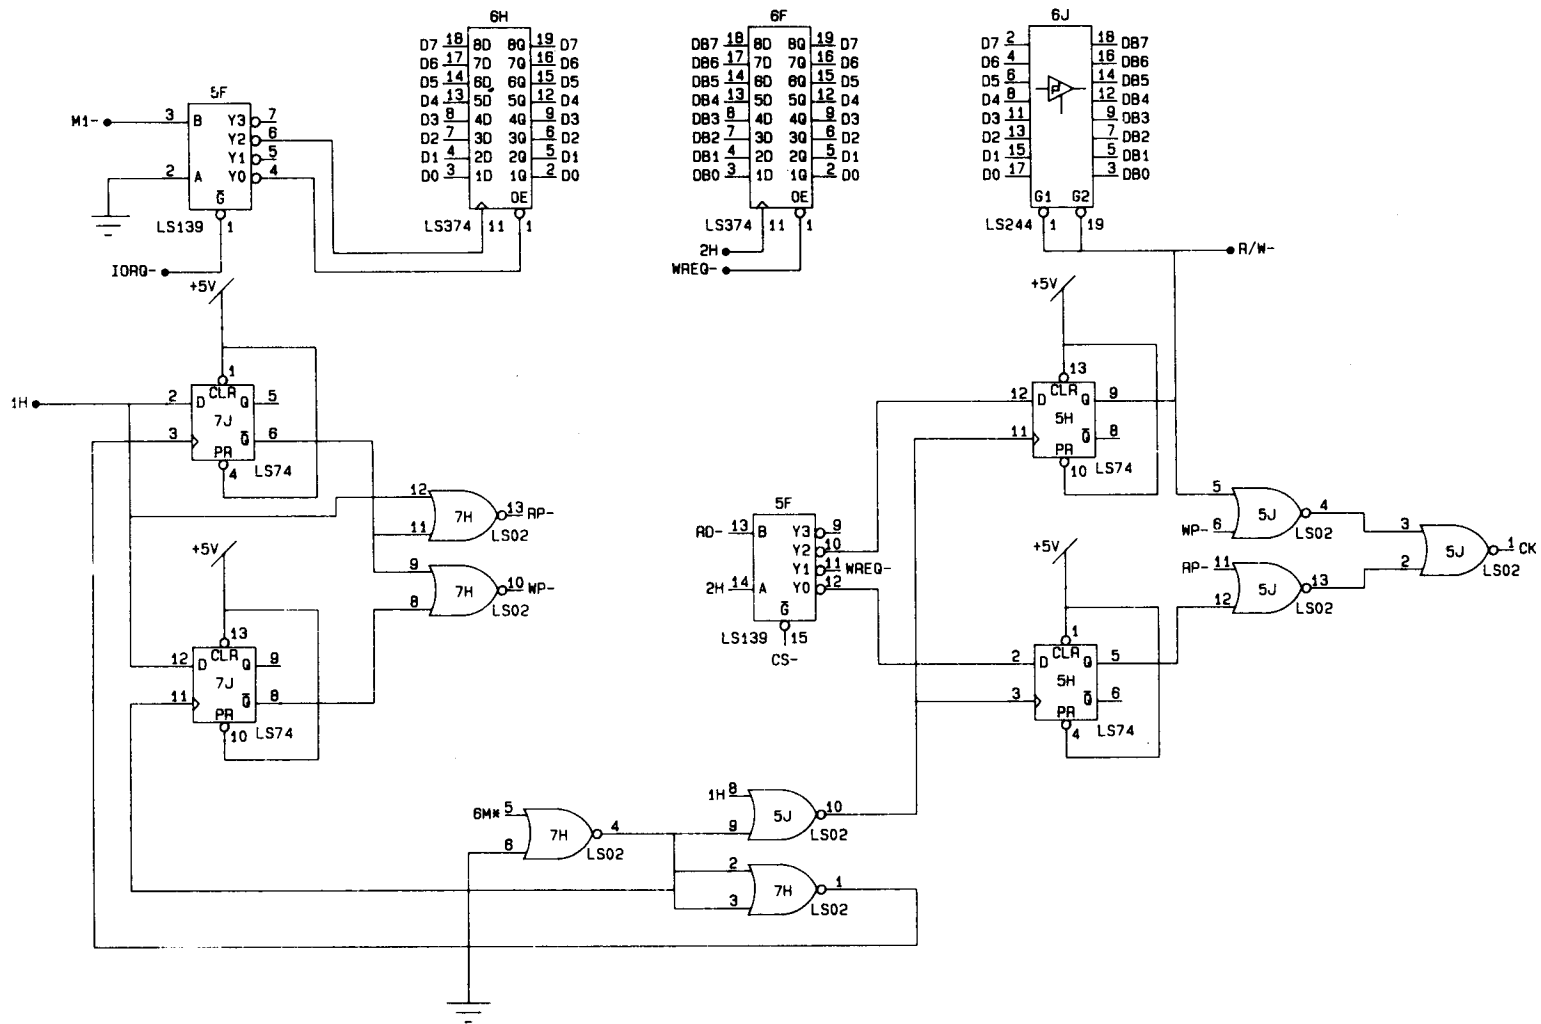 6H
D7 18 8D 8Q 19 D7
D6 17 7D 7Q 16 D6
D5 14 6D 6Q 15 D5
D4 13 5D 5Q 12 D4
D3 8 4D 4Q 9 D3
D2 7 3D 3Q 6 D2
D1 4 2D 2Q 5 D1
D0 3 1D 1Q 2 D0
OE
LS374 11 1
6F
DB7 18 8D 8Q 19 D7
DB6 17 7D 7Q 16 D6
DB5 14 6D 6Q 15 D5
DB4 13 5D 5Q 12 D4
DB3 8 4D 4Q 9 D3
DB2 7 3D 3Q 6 D2
DB1 4 2D 2Q 5 D1
DB0 3 1D 1Q 2 D0
OE
LS374 11 1
2H
WREQ-
6J
D7 2 18 DB7
D6 4 16 DB6
D5 6 14 DB5
D4 8 12 DB4
D3 11 9 DB3
D2 13 7 DB2
D1 15 5 DB1
D0 17 3 DB0
G1 G2
LS244 1 19
R/W-
5F
M1- 3 B Y3 7
Y2 6
Y1 5
2 A Y0 4
G
LS139 1
IORQ-
+5V
1
CLR
1H 2 D Q 5
7J
3 Q 6
PR
4 LS74
+5V
13
CLR
12 D Q 9
7J
11 Q 8
PR
10 LS74
12
7H 13 RP-
11
LS02
9
7H 10 WP-
8
LS02
5F
RD- 13 B Y3 9
Y2 10
Y1 11 WREQ-
2H 14 A Y0 12
G
LS139 15
CS-
+5V
13
CLR
12 D Q 9
5H
11 Q 8
PR
10 LS74
+5V
1
CLR
2 D Q 5
5H
3 Q 6
PR
4 LS74
5
5J 4
WP- 6
LS02
RP- 11
5J 13
12
LS02
3
5J 1 CK
2
LS02
6M* 5
7H 4
6
LS02
1H 8
5J 10
9
LS02
2
7H 1
3
LS02